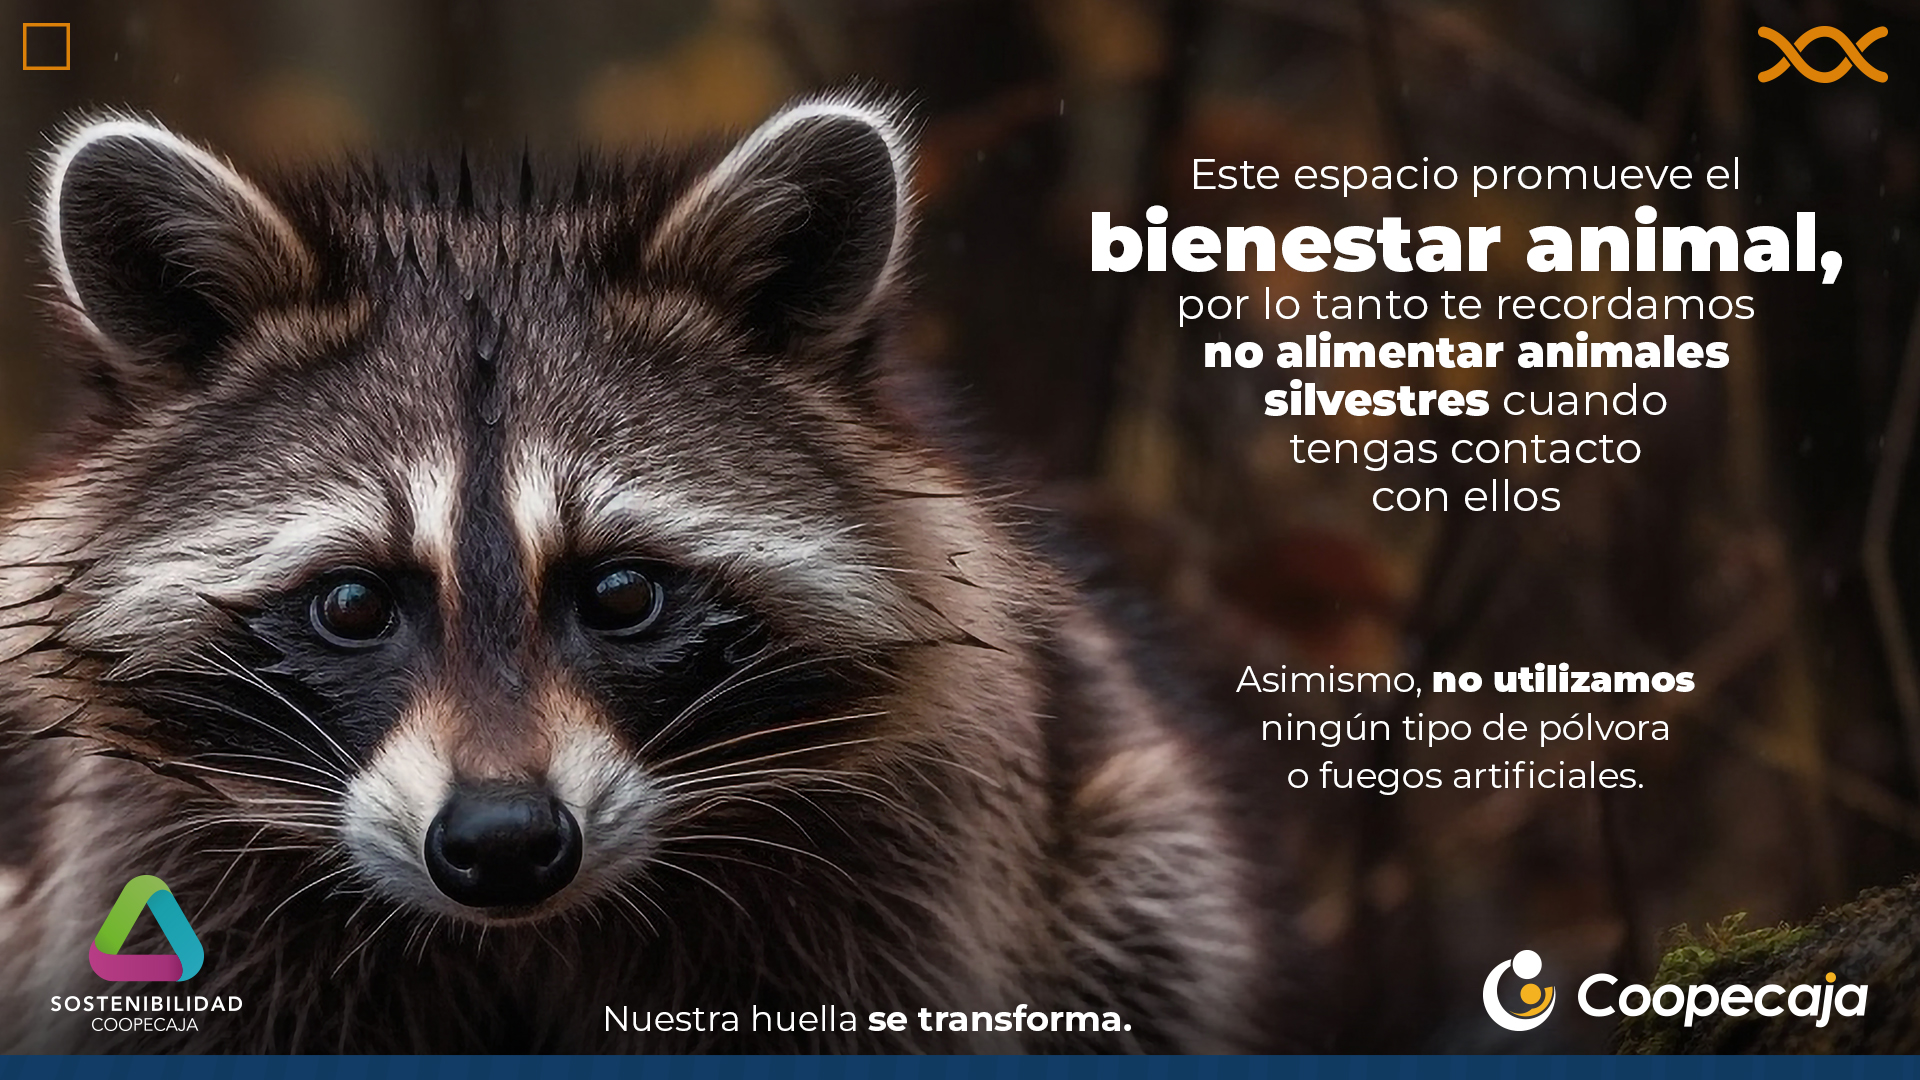 Este espacio promueve el
bienestar animal,
por lo tanto te recordamos
no alimentar animales
silvestres cuando
tengas contacto
con ellos
Asimismo, no utilizamos
ningún tipo de pólvora
o fuegos artificiales.
SOSTENIBILIDAD
COOPECAJA
Nuestra huella se transforma.
Coopecaja